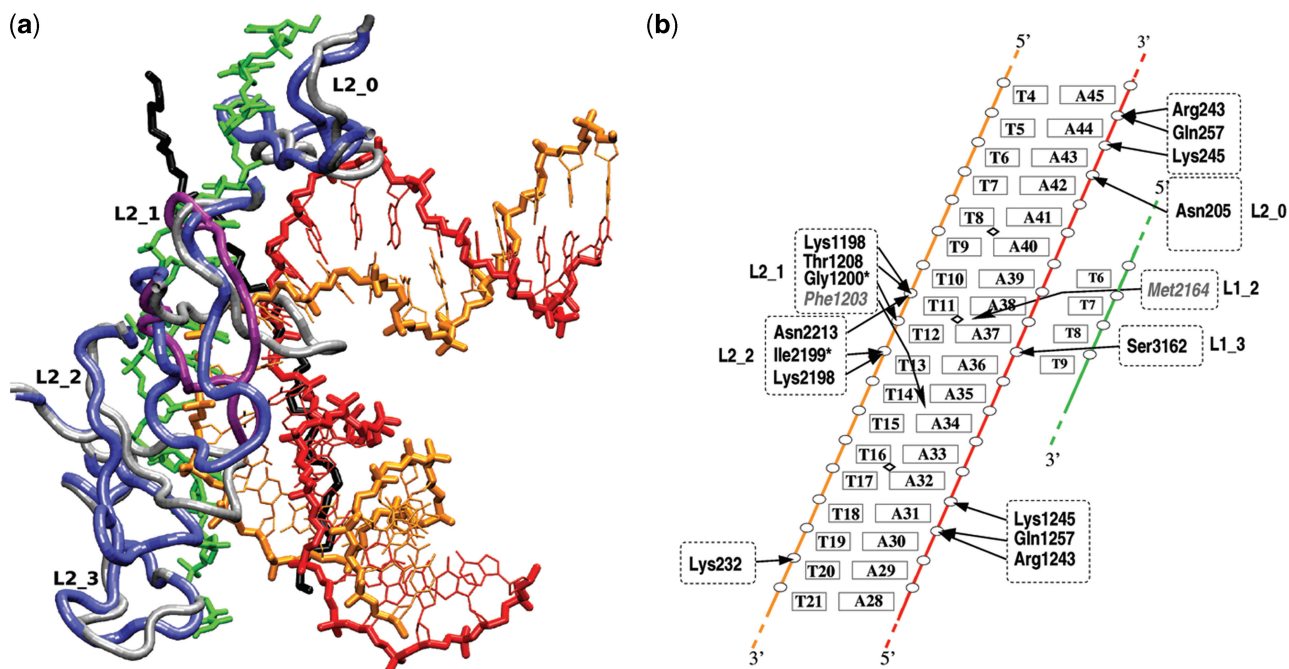 (a)
L2_0
L2_1
L2_2
L2_3
(b)
5’
3’
T4 A45
T5 A44
T6 A43
T7 A42
T8 A41
T9 A40
T10 A39
T11 A38
T12 A37
T13 A36
T14 A35
T15 A34
T16 A33
T17 A32
T18 A31
T19 A30
T20 A29
T21 A28
3’
5’
Arg243
Gln257
Lys245
Asn205
L2_0
5’
T6
T7
T8
T9
3’
L2_1
Lys1198
Thr1208
Gly1200*
Phe1203
L2_2
Asn2213
Ile2199*
Lys2198
Met2164
L1_2
Ser3162
L1_3
Lys1245
Gln1257
Arg1243
Lys232